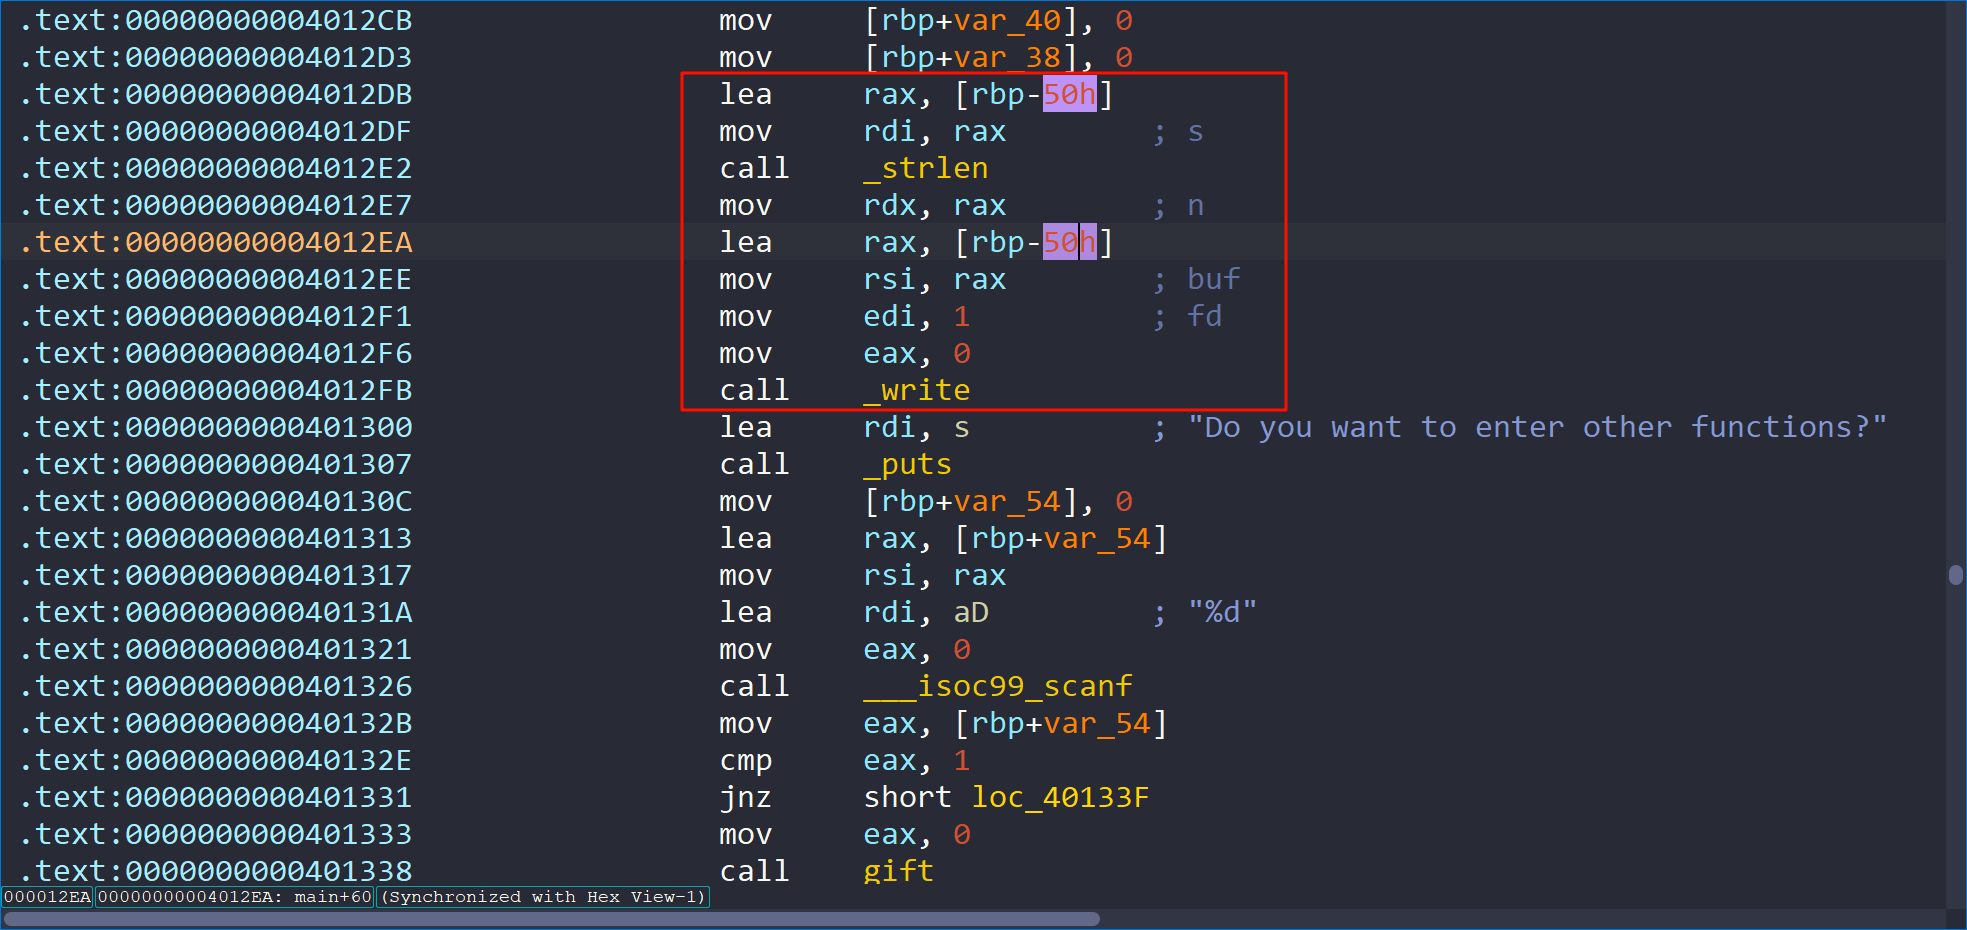 .text:00000000004012CB mov [rbp+var_40], 0
.text:00000000004012D3 mov [rbp+var_38], 0
.text:00000000004012DB lea rax, [rbp-50h]
.text:00000000004012DF mov rdi, rax ; s
.text:00000000004012E2 call _strlen
.text:00000000004012E7 mov rdx, rax ; n
.text:00000000004012EA lea rax, [rbp-50h]
.text:00000000004012EE mov rsi, rax ; buf
.text:00000000004012F1 mov edi, 1 ; fd
.text:00000000004012F6 mov eax, 0
.text:00000000004012FB call _write
.text:0000000000401300 lea rdi, s ; "Do you want to enter other functions?"
.text:0000000000401307 call _puts
.text:000000000040130C mov [rbp+var_54], 0
.text:0000000000401313 lea rax, [rbp+var_54]
.text:0000000000401317 mov rsi, rax
.text:000000000040131A lea rdi, aD ; "%d"
.text:0000000000401321 mov eax, 0
.text:0000000000401326 call ___isoc99_scanf
.text:000000000040132B mov eax, [rbp+var_54]
.text:000000000040132E cmp eax, 1
.text:0000000000401331 jnz short loc_40133F
.text:0000000000401333 mov eax, 0
.text:0000000000401338 call gift
000012EA 00000000004012EA: main+60 (Synchronized with Hex View-1)